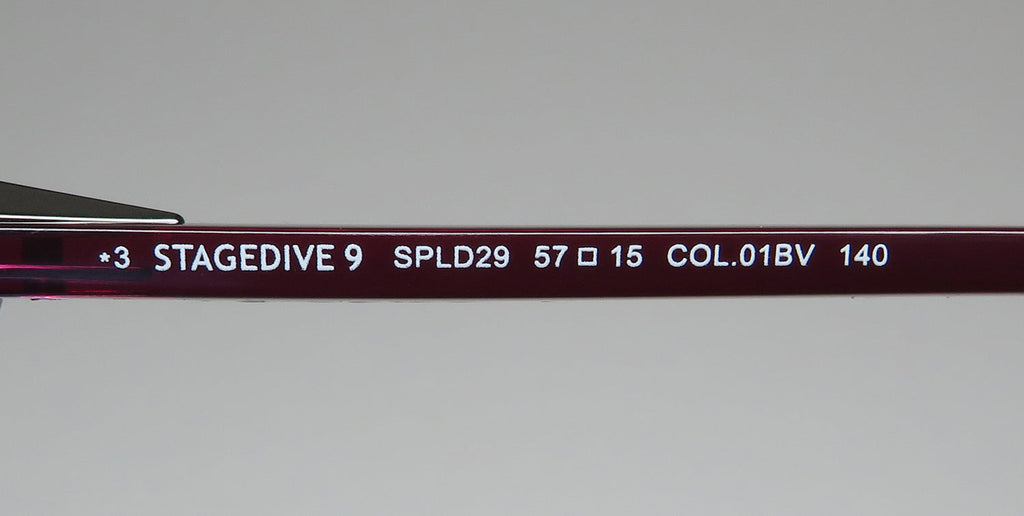 *3 STAGEDIVE 9 SPLD29 57 □ 15 COL.01BV 140